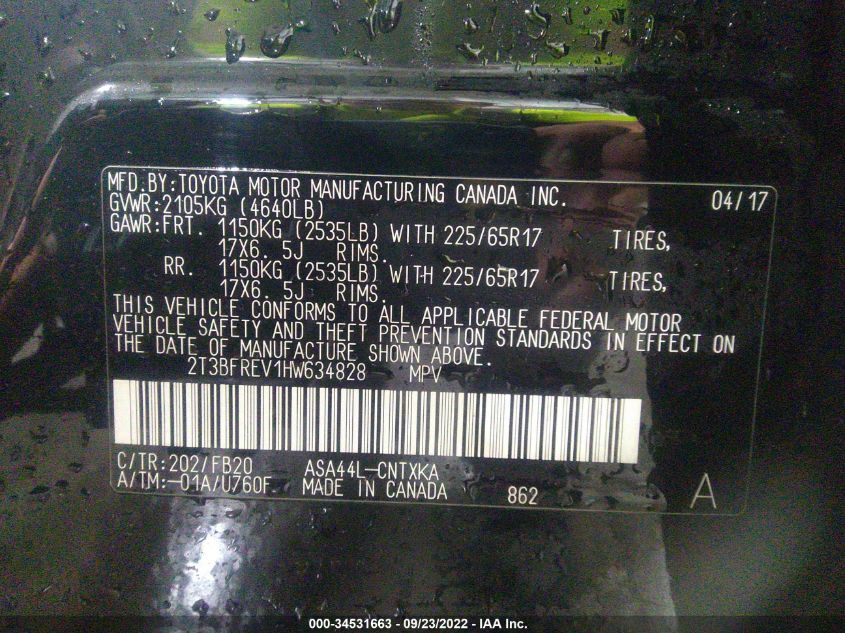 MFD.BY:TOYOTA MOTOR MANUFACTURING CANADA INC. 04/17
GVWR:2105KG (4640LB)
GAWR:FRT. 1150KG (2535LB) WITH 225/65R17 TIRES,
17X6. 5J RIMS.
RR. 1150KG (2535LB) WITH 225/65R17 TIRES,
17X6. 5J RIMS.
THIS VEHICLE CONFORMS TO ALL APPLICABLE FEDERAL MOTOR
VEHICLE SAFETY AND THEFT PREVENTION STANDARDS IN EFFECT ON
THE DATE OF MANUFACTURE SHOWN ABOVE.
2T3BFREV1HW634828 MPV
C/TR:202/FB20 ASA44L-CNTXKA
A/TM:-01A/U760F MADE IN CANADA 862 A
000-34531663 - 09/23/2022 - IAA Inc.